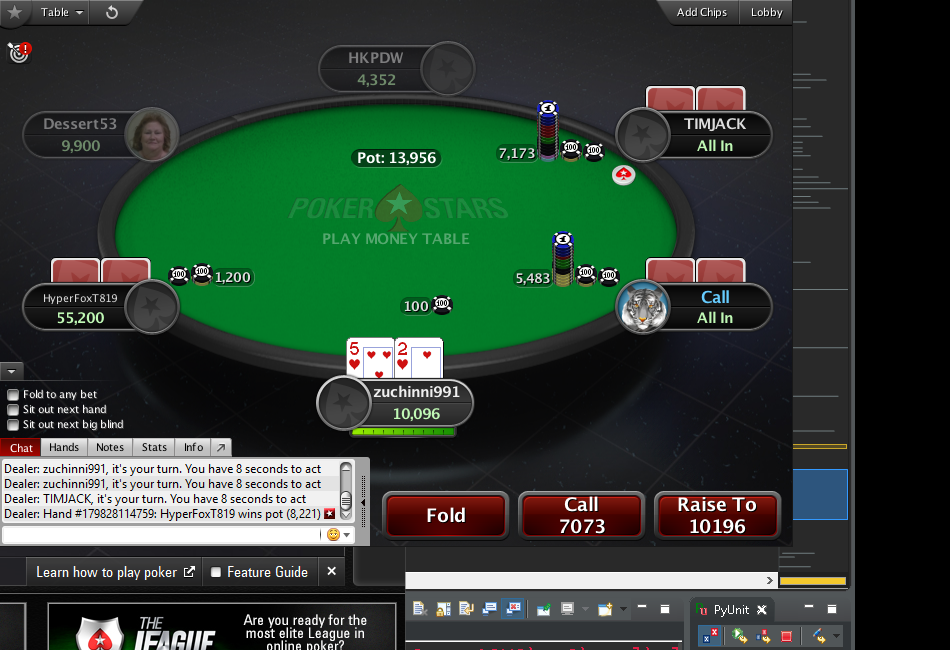 Table
Add Chips
Lobby
HKPDW
4,352
Dessert53
9,900
TIMJACK
All In
Pot: 13,956
7,173
POKER STARS
PLAY MONEY TABLE
HyperFoxT819
55,200
1,200
5,483
Call
All In
100
5 2
zuchinni991
10,096
Fold to any bet
Sit out next hand
Sit out next big blind
Chat
Hands
Notes
Stats
Info
Dealer: zuchinni991, it's your turn. You have 8 seconds to act
Dealer: zuchinni991, it's your turn. You have 8 seconds to act
Dealer: TIMJACK, it's your turn. You have 8 seconds to act
Dealer: Hand #179828114759: HyperFoxT819 wins pot (8,221)
Fold
Call
7073
Raise To
10196
Learn how to play poker
Feature Guide
THE
LEAGUE
Are you ready for the
most elite League in
online poker?
PyUnit